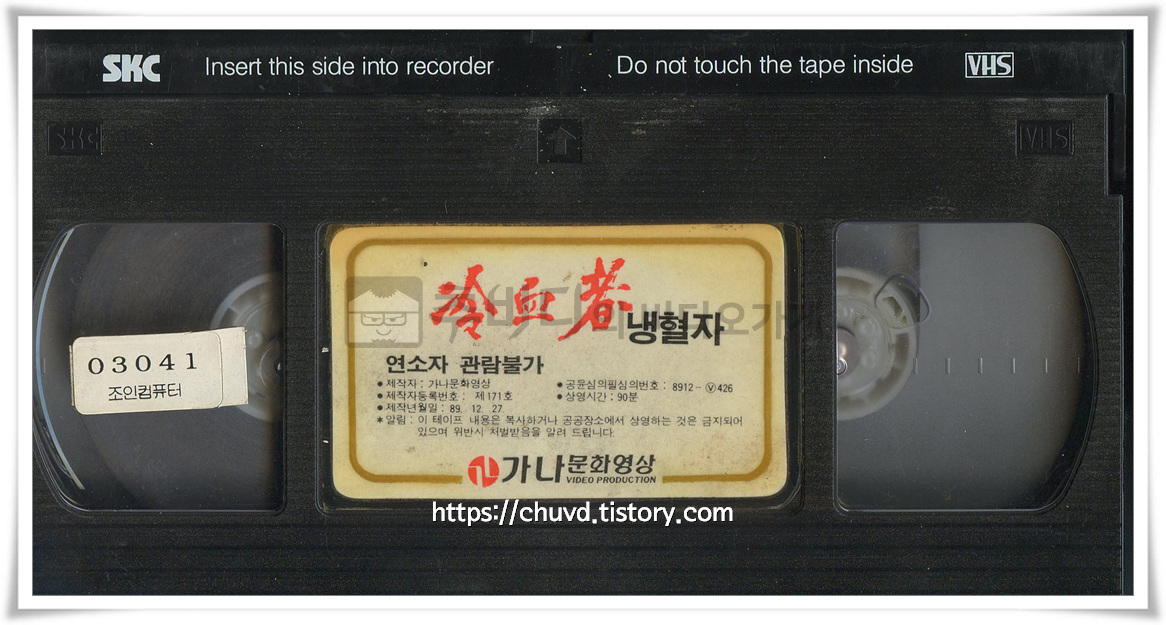 SKC Insert this side into recorder Do not touch the tape inside VHS
SKC VHS
冷血者 냉혈자
03041
조인컴퓨터
연소자 관람불가
● 제작자 : 가나문화영상 ● 공윤심의필심의번호 : 8912-Ⓥ426
● 제작자등록번호 : 제171호 ● 상영시간 : 90분
● 제작년월일 : 89. 12. 27.
* 알림 : 이 테이프 내용은 복사하거나 공공장소에서 상영하는 것은 금지되어
있으며 위반시 처벌받음을 알려 드립니다.
가나문화영상
VIDEO PRODUCTION
https://chuvd.tistory.com